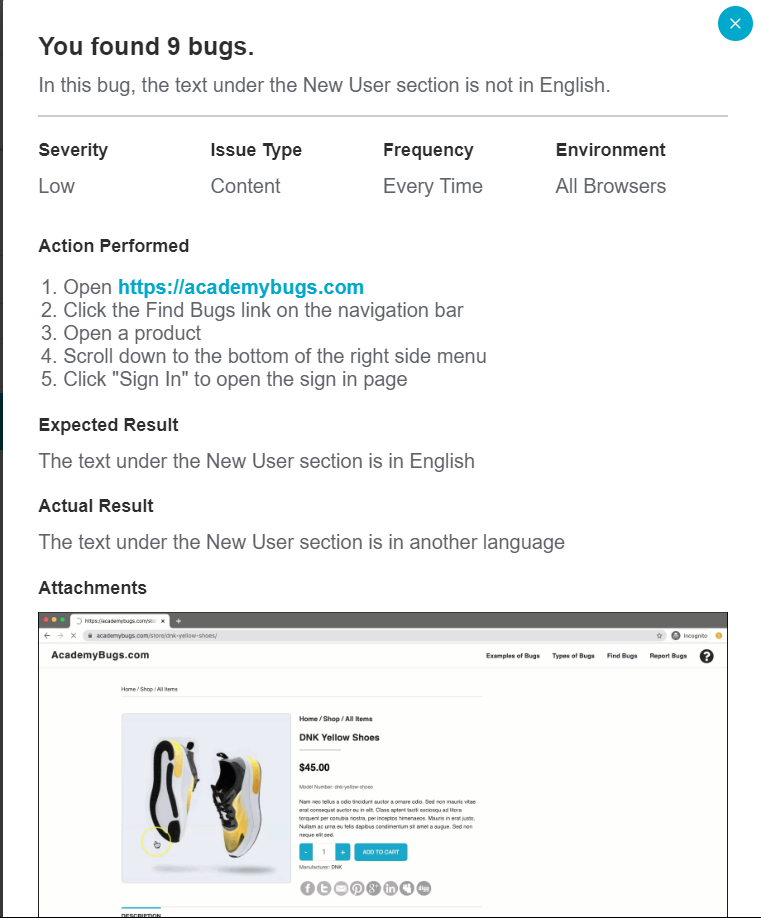 You found 9 bugs.
In this bug, the text under the New User section is not in English.
Severity
Issue Type
Frequency
Environment
Low
Content
Every Time
All Browsers
Action Performed
1. Open https://academybugs.com
2. Click the Find Bugs link on the navigation bar
3. Open a product
4. Scroll down to the bottom of the right side menu
5. Click "Sign In" to open the sign in page
Expected Result
The text under the New User section is in English
Actual Result
The text under the New User section is in another language
Attachments
https://academybugs.com/store
academybugs.com/store/dnk-yellow-shoes/
Incognito
AcademyBugs.com
Examples of Bugs
Types of Bugs
Find Bugs
Report Bugs
?
Home / Shop / All Items
Home / Shop / All Items
DNK Yellow Shoes
$45.00
Model Number: dnk-yellow-shoes
Nam nec tellus a odio tincidunt auctor a ornare odio. Sed non mauris vitae
erat consequat auctor eu in elit. Class aptent taciti sociosqu ad litora
torquent per conubia nostra, per inceptos himenaeos. Mauris in erat justo.
Nullam ac urna eu felis dapibus condimentum sit amet a augue. Sed non
neque elit sed.
- 1 +
ADD TO CART
Manufacturer: DNK
DESCRIPTION